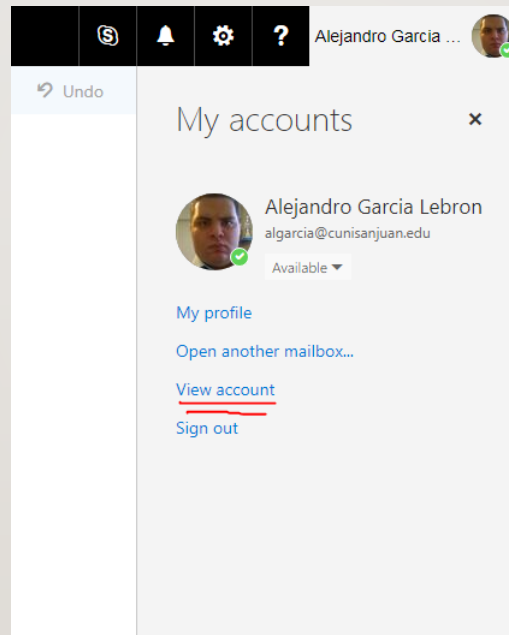 ? Alejandro Garcia ...
Undo
My accounts ×
Alejandro Garcia Lebron
algarcia@cunisanjuan.edu
Available
My profile
Open another mailbox...
View account
Sign out